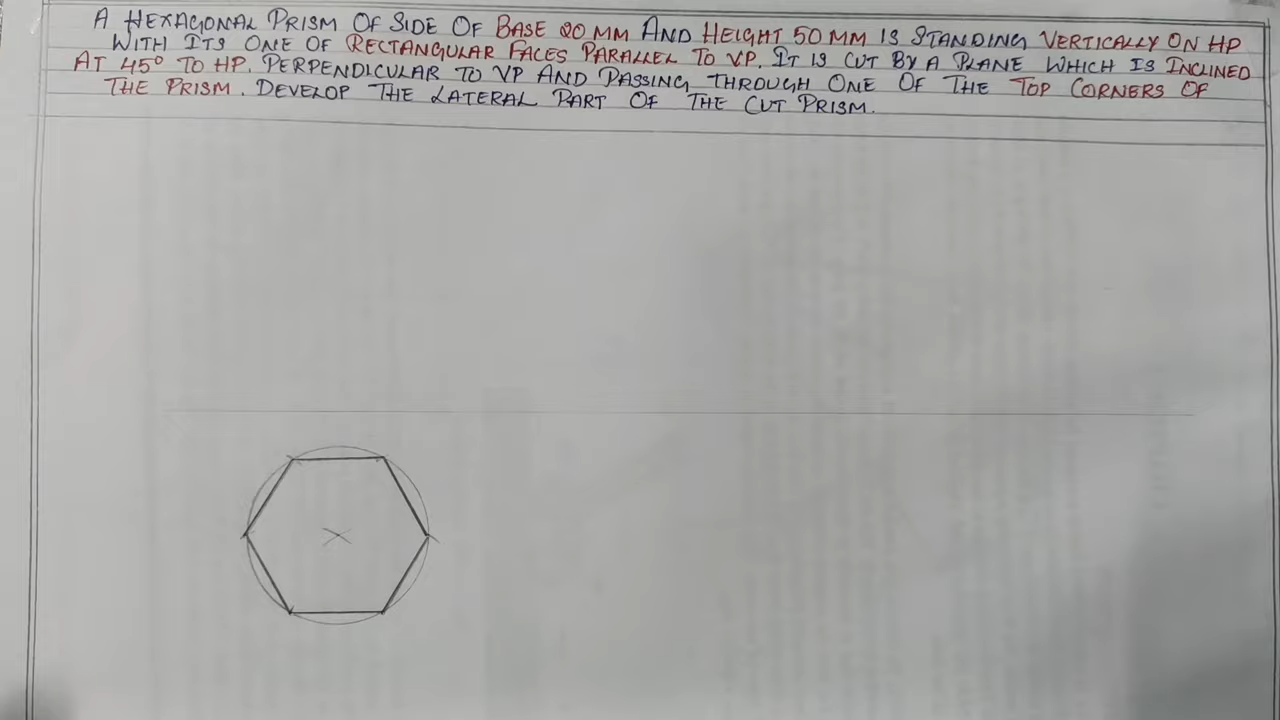 A HEXAGONAL PRISM OF SIDE OF BASE 20 MM AND HEIGHT 50 MM IS STANDING VERTICALLY ON HP
WITH ITS ONE OF RECTANGULAR FACES PARALLEL TO VP. IT IS CUT BY A PLANE WHICH IS INCLINED
AT 45° TO HP. PERPENDICULAR TO VP AND PASSING THROUGH ONE OF THE TOP CORNERS OF
THE PRISM. DEVELOP THE LATERAL PART OF THE CUT PRISM.